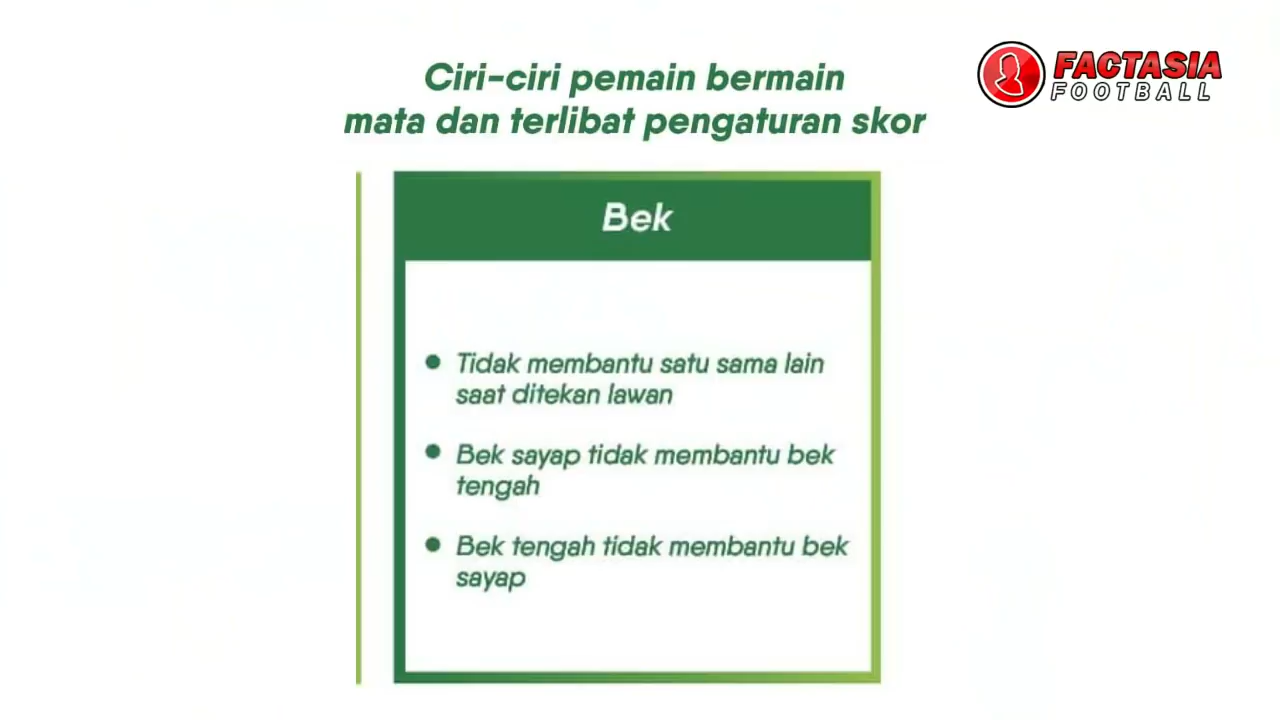 FACTASIA
FOOTBALL
Ciri-ciri pemain bermain
mata dan terlibat pengaturan skor
Bek
• Tidak membantu satu sama lain
saat ditekan lawan
• Bek sayap tidak membantu bek
tengah
• Bek tengah tidak membantu bek
sayap